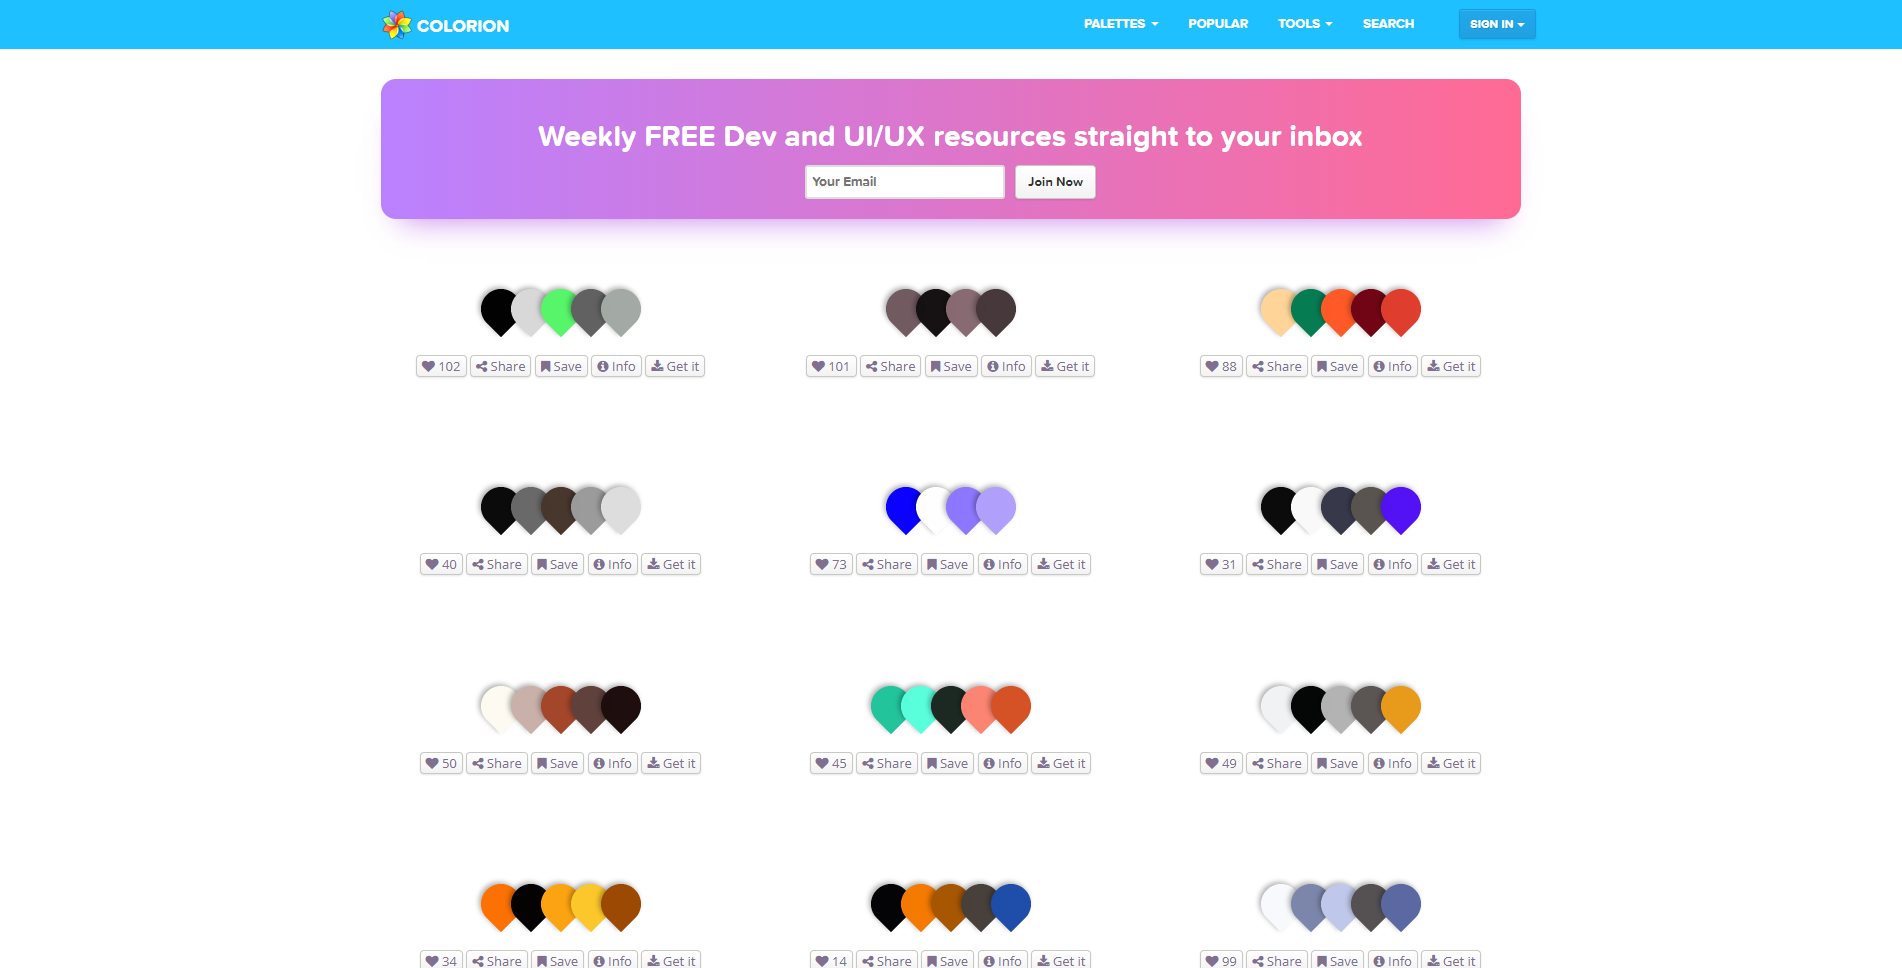 COLORION PALETTES POPULAR TOOLS SEARCH SIGN IN
Weekly FREE Dev and UI/UX resources straight to your inbox
Your Email Join Now
102 Share Save Info Get it 101 Share Save Info Get it 88 Share Save Info Get it
40 Share Save Info Get it 73 Share Save Info Get it 31 Share Save Info Get it
50 Share Save Info Get it 45 Share Save Info Get it 49 Share Save Info Get it
34 Share Save Info Get it 14 Share Save Info Get it 99 Share Save Info Get it